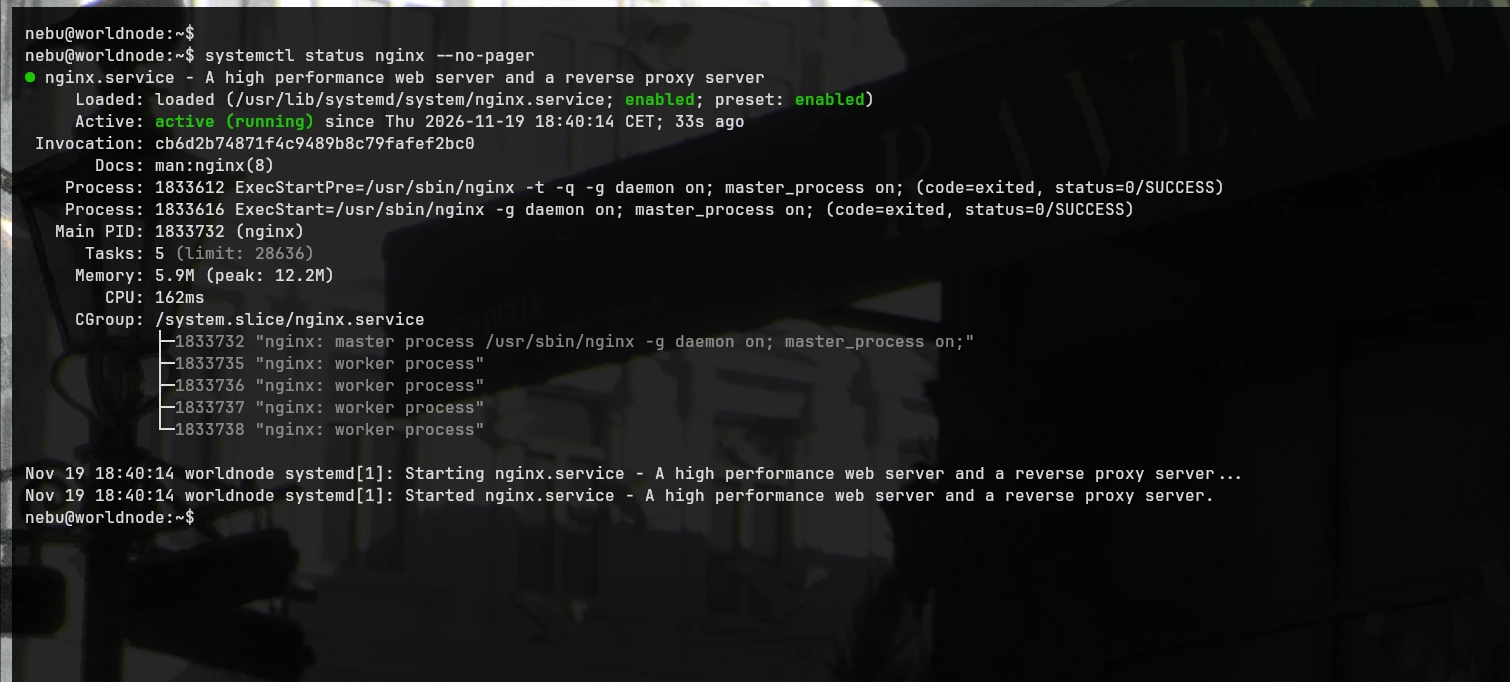 nebu@worldnode:~$
nebu@worldnode:~$ systemctl status nginx --no-pager
● nginx.service - A high performance web server and a reverse proxy server
     Loaded: loaded (/usr/lib/systemd/system/nginx.service; enabled; preset: enabled)
     Active: active (running) since Thu 2026-11-19 18:40:14 CET; 33s ago
 Invocation: cb6d2b74871f4c9489b8c79fafef2bc0
       Docs: man:nginx(8)
    Process: 1833612 ExecStartPre=/usr/sbin/nginx -t -q -g daemon on; master_process on; (code=exited, status=0/SUCCESS)
    Process: 1833616 ExecStart=/usr/sbin/nginx -g daemon on; master_process on; (code=exited, status=0/SUCCESS)
   Main PID: 1833732 (nginx)
      Tasks: 5 (limit: 28636)
     Memory: 5.9M (peak: 12.2M)
        CPU: 162ms
     CGroup: /system.slice/nginx.service
             ├─1833732 "nginx: master process /usr/sbin/nginx -g daemon on; master_process on;"
             ├─1833735 "nginx: worker process"
             ├─1833736 "nginx: worker process"
             ├─1833737 "nginx: worker process"
             └─1833738 "nginx: worker process"

Nov 19 18:40:14 worldnode systemd[1]: Starting nginx.service - A high performance web server and a reverse proxy server...
Nov 19 18:40:14 worldnode systemd[1]: Started nginx.service - A high performance web server and a reverse proxy server.
nebu@worldnode:~$
RAVEN